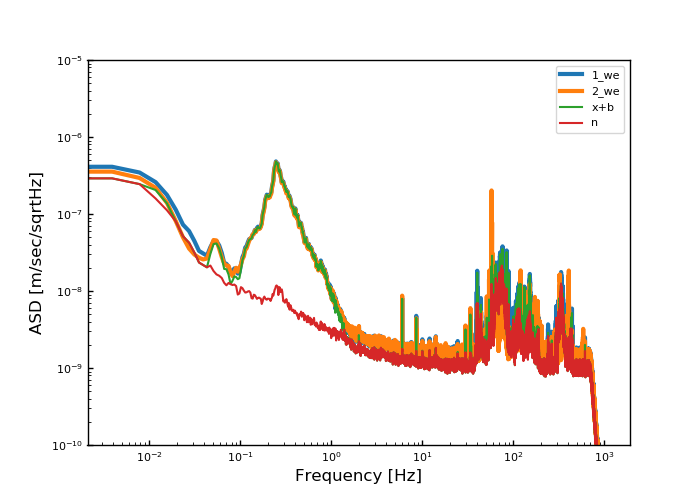 10⁻⁵
10⁻⁶
10⁻⁷
10⁻⁸
10⁻⁹
10⁻¹⁰
ASD [m/sec/sqrtHz]
1_we
2_we
x+b
n
10⁻² 10⁻¹ 10⁰ 10¹ 10² 10³
Frequency [Hz]